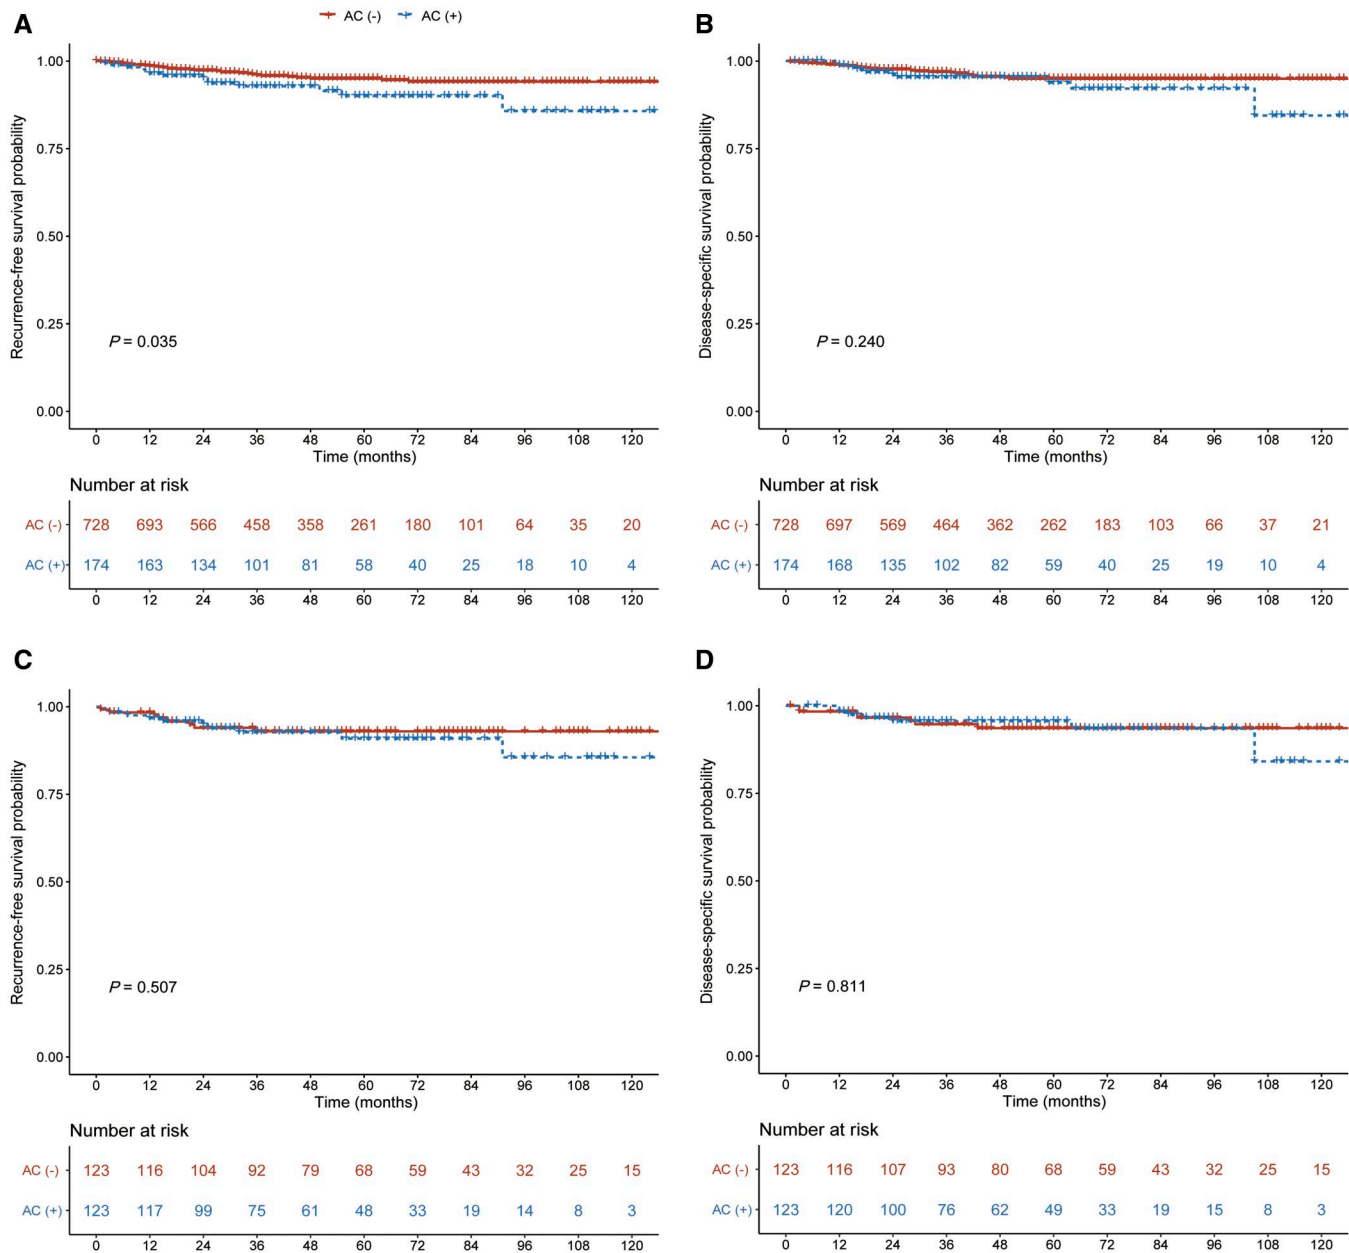 A
AC (-) AC (+)
Recurrence-free survival probability
1.00
0.75
0.50
0.25
0.00
P = 0.035
0 12 24 36 48 60 72 84 96 108 120
Time (months)
Number at risk
AC (-) 728 693 566 458 358 261 180 101 64 35 20
AC (+) 174 163 134 101 81 58 40 25 18 10 4
0 12 24 36 48 60 72 84 96 108 120
B
Disease-specific survival probability
1.00
0.75
0.50
0.25
0.00
P = 0.240
0 12 24 36 48 60 72 84 96 108 120
Time (months)
Number at risk
AC (-) 728 697 569 464 362 262 183 103 66 37 21
AC (+) 174 168 135 102 82 59 40 25 19 10 4
0 12 24 36 48 60 72 84 96 108 120
C
Recurrence-free survival probability
1.00
0.75
0.50
0.25
0.00
P = 0.507
0 12 24 36 48 60 72 84 96 108 120
Time (months)
Number at risk
AC (-) 123 116 104 92 79 68 59 43 32 25 15
AC (+) 123 117 99 75 61 48 33 19 14 8 3
0 12 24 36 48 60 72 84 96 108 120
D
Disease-specific survival probability
1.00
0.75
0.50
0.25
0.00
P = 0.811
0 12 24 36 48 60 72 84 96 108 120
Time (months)
Number at risk
AC (-) 123 116 107 93 80 68 59 43 32 25 15
AC (+) 123 120 100 76 62 49 33 19 15 8 3
0 12 24 36 48 60 72 84 96 108 120